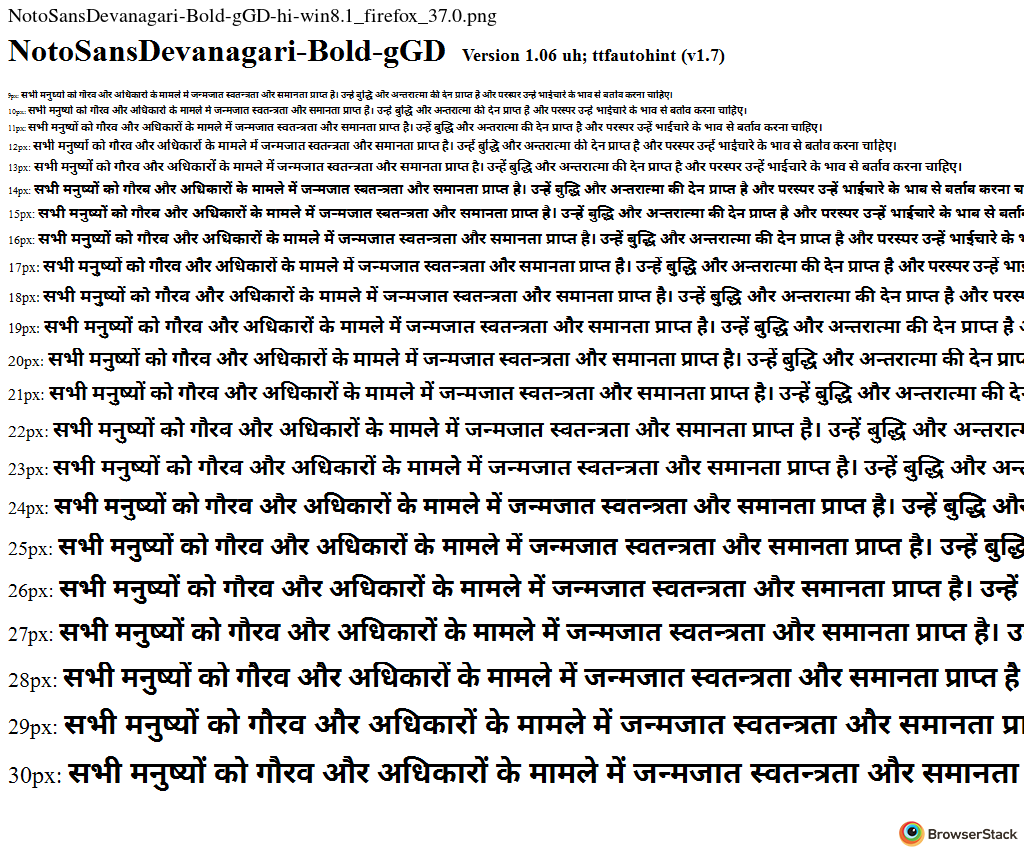 NotoSansDevanagari-Bold-gGD-hi-win8.1_firefox_37.0.png
NotoSansDevanagari-Bold-gGD Version 1.06 uh; ttfautohint (v1.7)
9px: सभी मनुष्यों को गौरव और अधिकारों के मामले में जन्मजात स्वतन्त्रता और समानता प्राप्त है। उन्हें बुद्धि और अन्तरात्मा की देन प्राप्त है और परस्पर उन्हें भाईचारे के भाव से बर्ताव करना चाहिए।
10px: सभी मनुष्यों को गौरव और अधिकारों के मामले में जन्मजात स्वतन्त्रता और समानता प्राप्त है। उन्हें बुद्धि और अन्तरात्मा की देन प्राप्त है और परस्पर उन्हें भाईचारे के भाव से बर्ताव करना चाहिए।
11px: सभी मनुष्यों को गौरव और अधिकारों के मामले में जन्मजात स्वतन्त्रता और समानता प्राप्त है। उन्हें बुद्धि और अन्तरात्मा की देन प्राप्त है और परस्पर उन्हें भाईचारे के भाव से बर्ताव करना चाहिए।
12px: सभी मनुष्यों को गौरव और अधिकारों के मामले में जन्मजात स्वतन्त्रता और समानता प्राप्त है। उन्हें बुद्धि और अन्तरात्मा की देन प्राप्त है और परस्पर उन्हें भाईचारे के भाव से बर्ताव करना चाहिए।
13px: सभी मनुष्यों को गौरव और अधिकारों के मामले में जन्मजात स्वतन्त्रता और समानता प्राप्त है। उन्हें बुद्धि और अन्तरात्मा की देन प्राप्त है और परस्पर उन्हें भाईचारे के भाव से बर्ताव करना चाहिए।
14px: सभी मनुष्यों को गौरव और अधिकारों के मामले में जन्मजात स्वतन्त्रता और समानता प्राप्त है। उन्हें बुद्धि और अन्तरात्मा की देन प्राप्त है और परस्पर उन्हें भाईचारे के भाव से बर्ताव करना
15px: सभी मनुष्यों को गौरव और अधिकारों के मामले में जन्मजात स्वतन्त्रता और समानता प्राप्त है। उन्हें बुद्धि और अन्तरात्मा की देन प्राप्त है और परस्पर उन्हें भाईचारे के भाव से
16px: सभी मनुष्यों को गौरव और अधिकारों के मामले में जन्मजात स्वतन्त्रता और समानता प्राप्त है। उन्हें बुद्धि और अन्तरात्मा की देन प्राप्त है और परस्पर उन्हें भाईचारे के
17px: सभी मनुष्यों को गौरव और अधिकारों के मामले में जन्मजात स्वतन्त्रता और समानता प्राप्त है। उन्हें बुद्धि और अन्तरात्मा की देन प्राप्त है और परस्पर उन्हें
18px: सभी मनुष्यों को गौरव और अधिकारों के मामले में जन्मजात स्वतन्त्रता और समानता प्राप्त है। उन्हें बुद्धि और अन्तरात्मा की देन प्राप्त है और
19px: सभी मनुष्यों को गौरव और अधिकारों के मामले में जन्मजात स्वतन्त्रता और समानता प्राप्त है। उन्हें बुद्धि और अन्तरात्मा की देन प्राप्त है
20px: सभी मनुष्यों को गौरव और अधिकारों के मामले में जन्मजात स्वतन्त्रता और समानता प्राप्त है। उन्हें बुद्धि और अन्तरात्मा की देन
21px: सभी मनुष्यों को गौरव और अधिकारों के मामले में जन्मजात स्वतन्त्रता और समानता प्राप्त है। उन्हें बुद्धि और अन्तरात्मा की
22px: सभी मनुष्यों को गौरव और अधिकारों के मामले में जन्मजात स्वतन्त्रता और समानता प्राप्त है। उन्हें बुद्धि और
23px: सभी मनुष्यों को गौरव और अधिकारों के मामले में जन्मजात स्वतन्त्रता और समानता प्राप्त है। उन्हें बुद्धि और
24px: सभी मनुष्यों को गौरव और अधिकारों के मामले में जन्मजात स्वतन्त्रता और समानता प्राप्त है। उन्हें बुद्धि
25px: सभी मनुष्यों को गौरव और अधिकारों के मामले में जन्मजात स्वतन्त्रता और समानता प्राप्त है। उन्हें
26px: सभी मनुष्यों को गौरव और अधिकारों के मामले में जन्मजात स्वतन्त्रता और समानता प्राप्त है। उन्हें
27px: सभी मनुष्यों को गौरव और अधिकारों के मामले में जन्मजात स्वतन्त्रता और समानता प्राप्त है।
28px: सभी मनुष्यों को गौरव और अधिकारों के मामले में जन्मजात स्वतन्त्रता और समानता प्राप्त है
29px: सभी मनुष्यों को गौरव और अधिकारों के मामले में जन्मजात स्वतन्त्रता और समानता
30px: सभी मनुष्यों को गौरव और अधिकारों के मामले में जन्मजात स्वतन्त्रता और समानता
BrowserStack